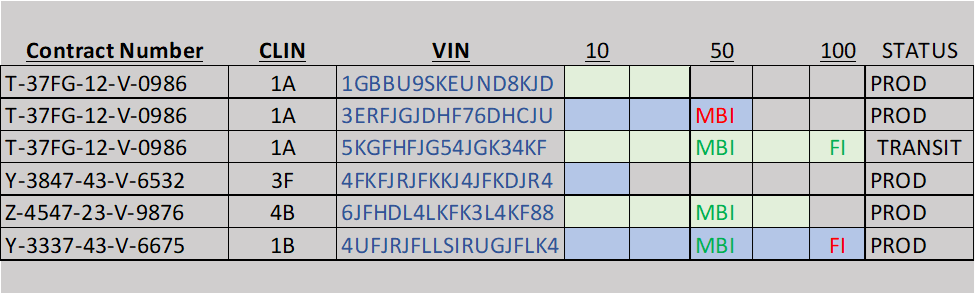 Contract Number CLIN VIN 10 50 100 STATUS
T-37FG-12-V-0986 1A 1GBBU9SKEUND8KJD PROD
T-37FG-12-V-0986 1A 3ERFJGJDHF76DHCJU MBI PROD
T-37FG-12-V-0986 1A 5KGFHFJG54JGK34KF MBI FI TRANSIT
Y-3847-43-V-6532 3F 4FKFJRJFKKJ4JFKDJR4 PROD
Z-4547-23-V-9876 4B 6JFHDL4LKFK3L4KF88 MBI PROD
Y-3337-43-V-6675 1B 4UFJRJFLLSIRUGJFLK4 MBI FI PROD